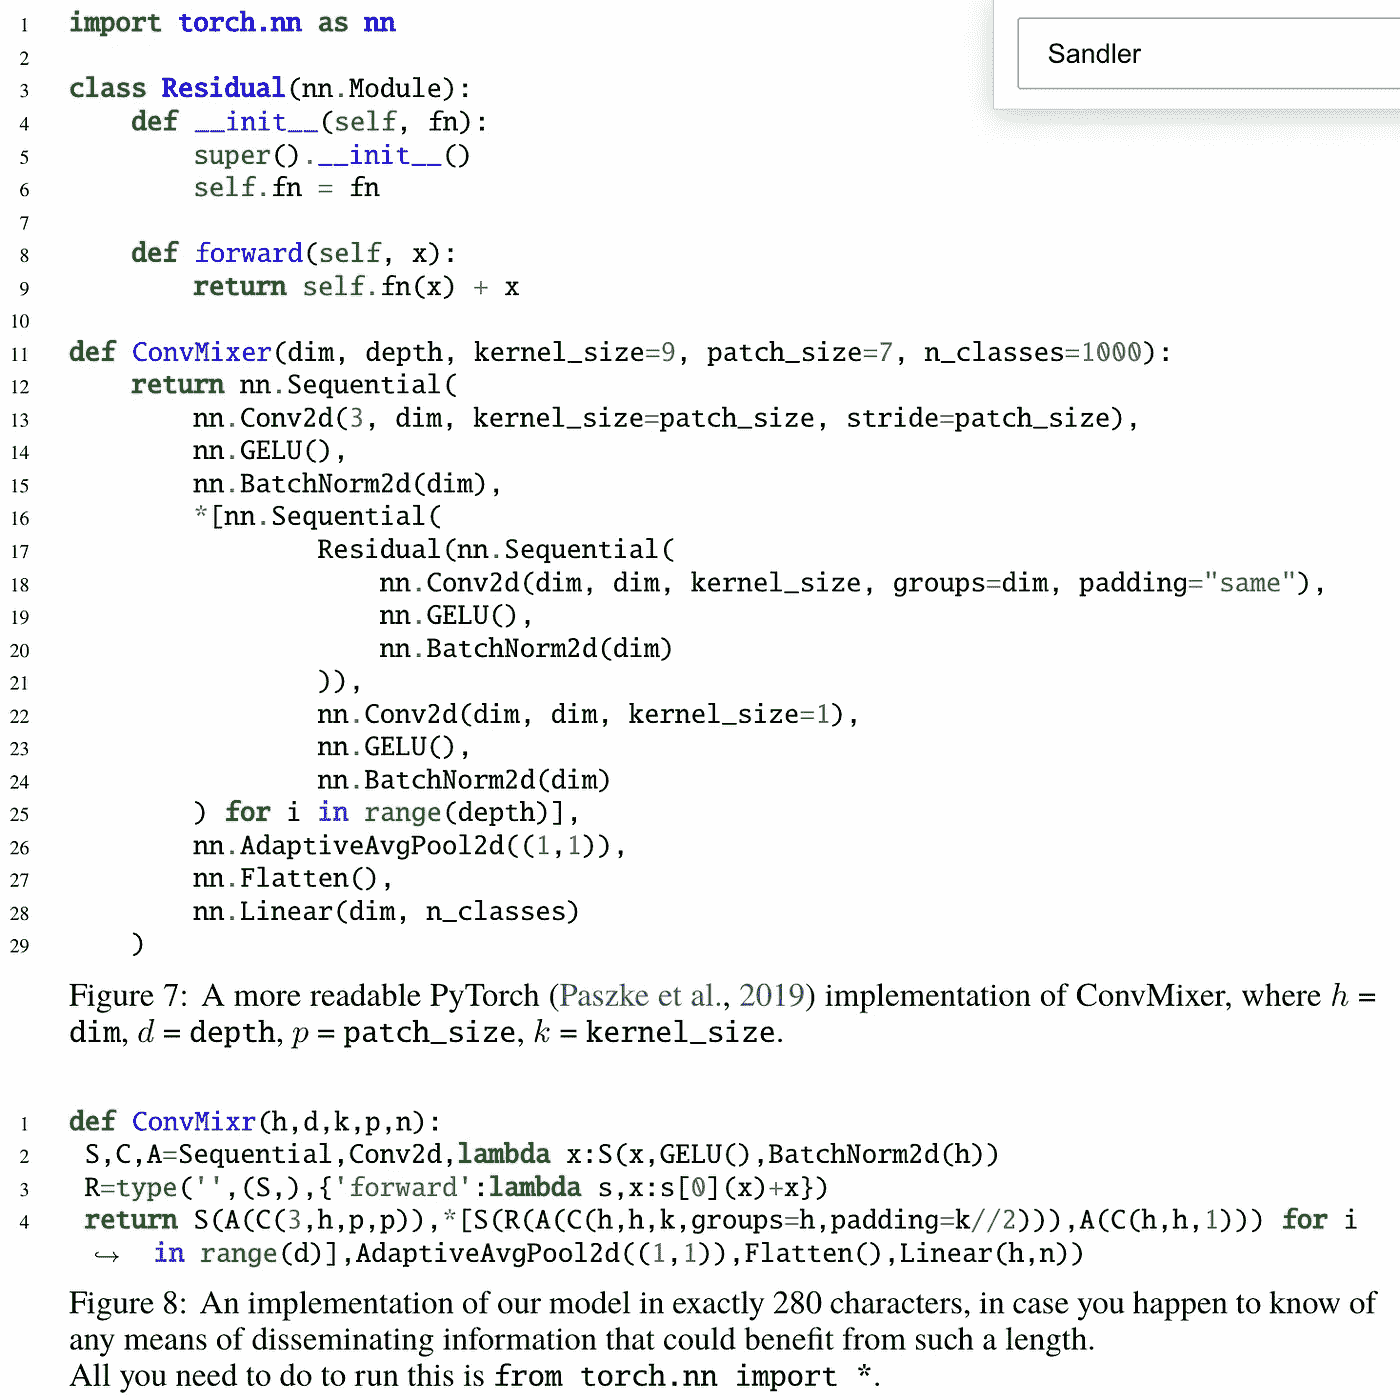 Sandler
1 import torch.nn as nn
2
3 class Residual(nn.Module):
4     def __init__(self, fn):
5         super().__init__()
6         self.fn = fn
7
8     def forward(self, x):
9         return self.fn(x) + x
10
11 def ConvMixer(dim, depth, kernel_size=9, patch_size=7, n_classes=1000):
12     return nn.Sequential(
13         nn.Conv2d(3, dim, kernel_size=patch_size, stride=patch_size),
14         nn.GELU(),
15         nn.BatchNorm2d(dim),
16         *[nn.Sequential(
17                 Residual(nn.Sequential(
18                     nn.Conv2d(dim, dim, kernel_size, groups=dim, padding="same"),
19                     nn.GELU(),
20                     nn.BatchNorm2d(dim)
21                 )),
22                 nn.Conv2d(dim, dim, kernel_size=1),
23                 nn.GELU(),
24                 nn.BatchNorm2d(dim)
25         ) for i in range(depth)],
26         nn.AdaptiveAvgPool2d((1,1)),
27         nn.Flatten(),
28         nn.Linear(dim, n_classes)
29     )
Figure 7: A more readable PyTorch (Paszke et al., 2019) implementation of ConvMixer, where h =
dim, d = depth, p = patch_size, k = kernel_size.
1 def ConvMixr(h,d,k,p,n):
2  S,C,A=Sequential,Conv2d,lambda x:S(x,GELU(),BatchNorm2d(h))
3  R=type('',(S,),{'forward':lambda s,x:s[0](x)+x})
4  return S(A(C(3,h,p,p)),*[S(R(A(C(h,h,k,groups=h,padding=k//2))),A(C(h,h,1))) for i
↪ in range(d)],AdaptiveAvgPool2d((1,1)),Flatten(),Linear(h,n))
Figure 8: An implementation of our model in exactly 280 characters, in case you happen to know of
any means of disseminating information that could benefit from such a length.
All you need to do to run this is from torch.nn import *.